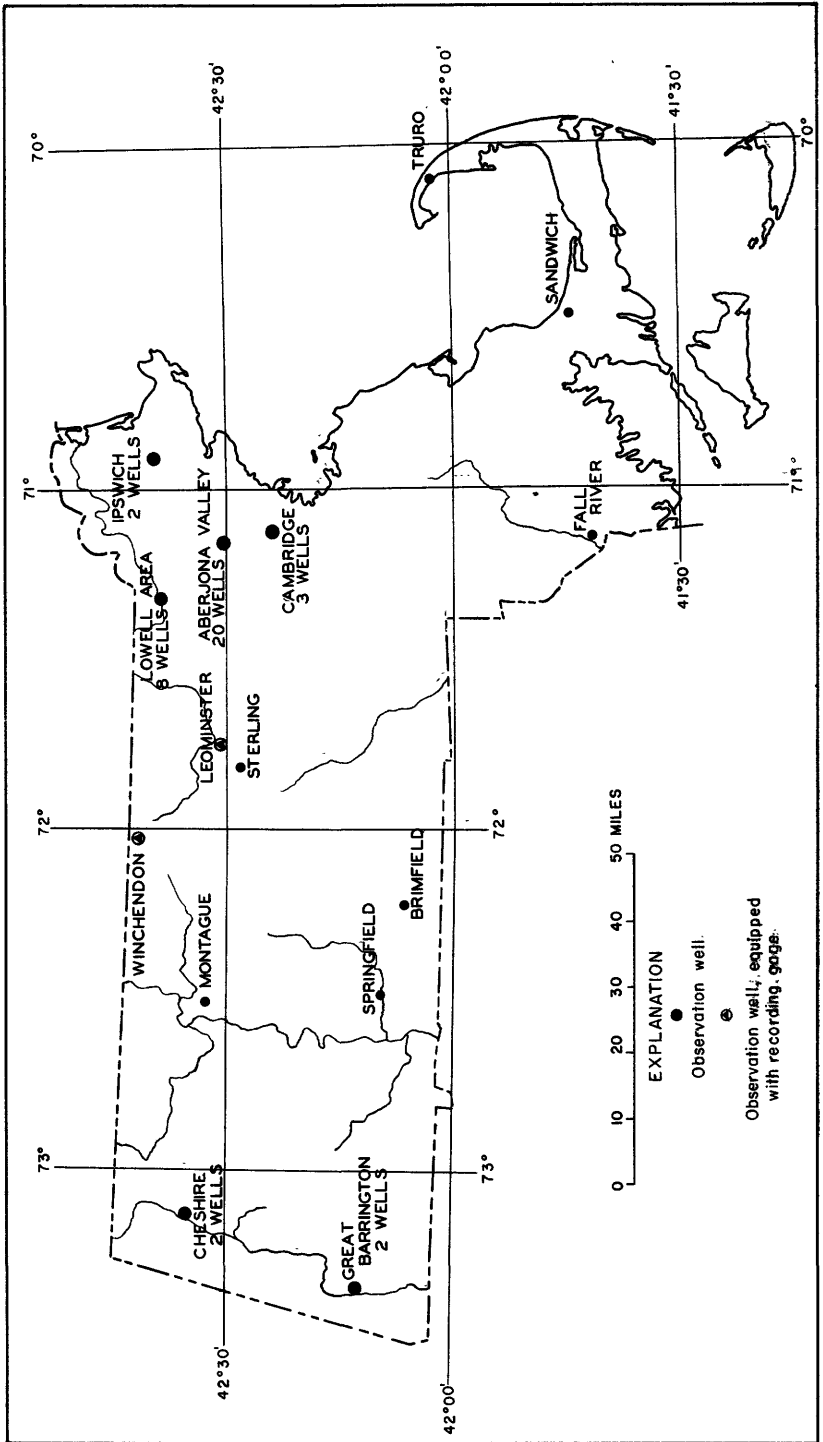 73°
72°
71°
70°
42°30'
42°00'
42°30'
42°00'
41°30'
41°30'
73°
72°
71°
70°
CHESHIRE
2 WELLS
GREAT
BARRINGTON
2 WELLS
MONTAGUE
SPRINGFIELD
BRIMFIELD
WINCHENDON
LEOMINSTER
STERLING
LOWELL AREA
8 WELLS
IPSWICH
2 WELLS
ABERJONA VALLEY
20 WELLS
CAMBRIDGE
3 WELLS
FALL
RIVER
SANDWICH
TRURO
0 10 20 30 40 50 MILES
EXPLANATION
Observation well
Observation well, equipped
with recording gage